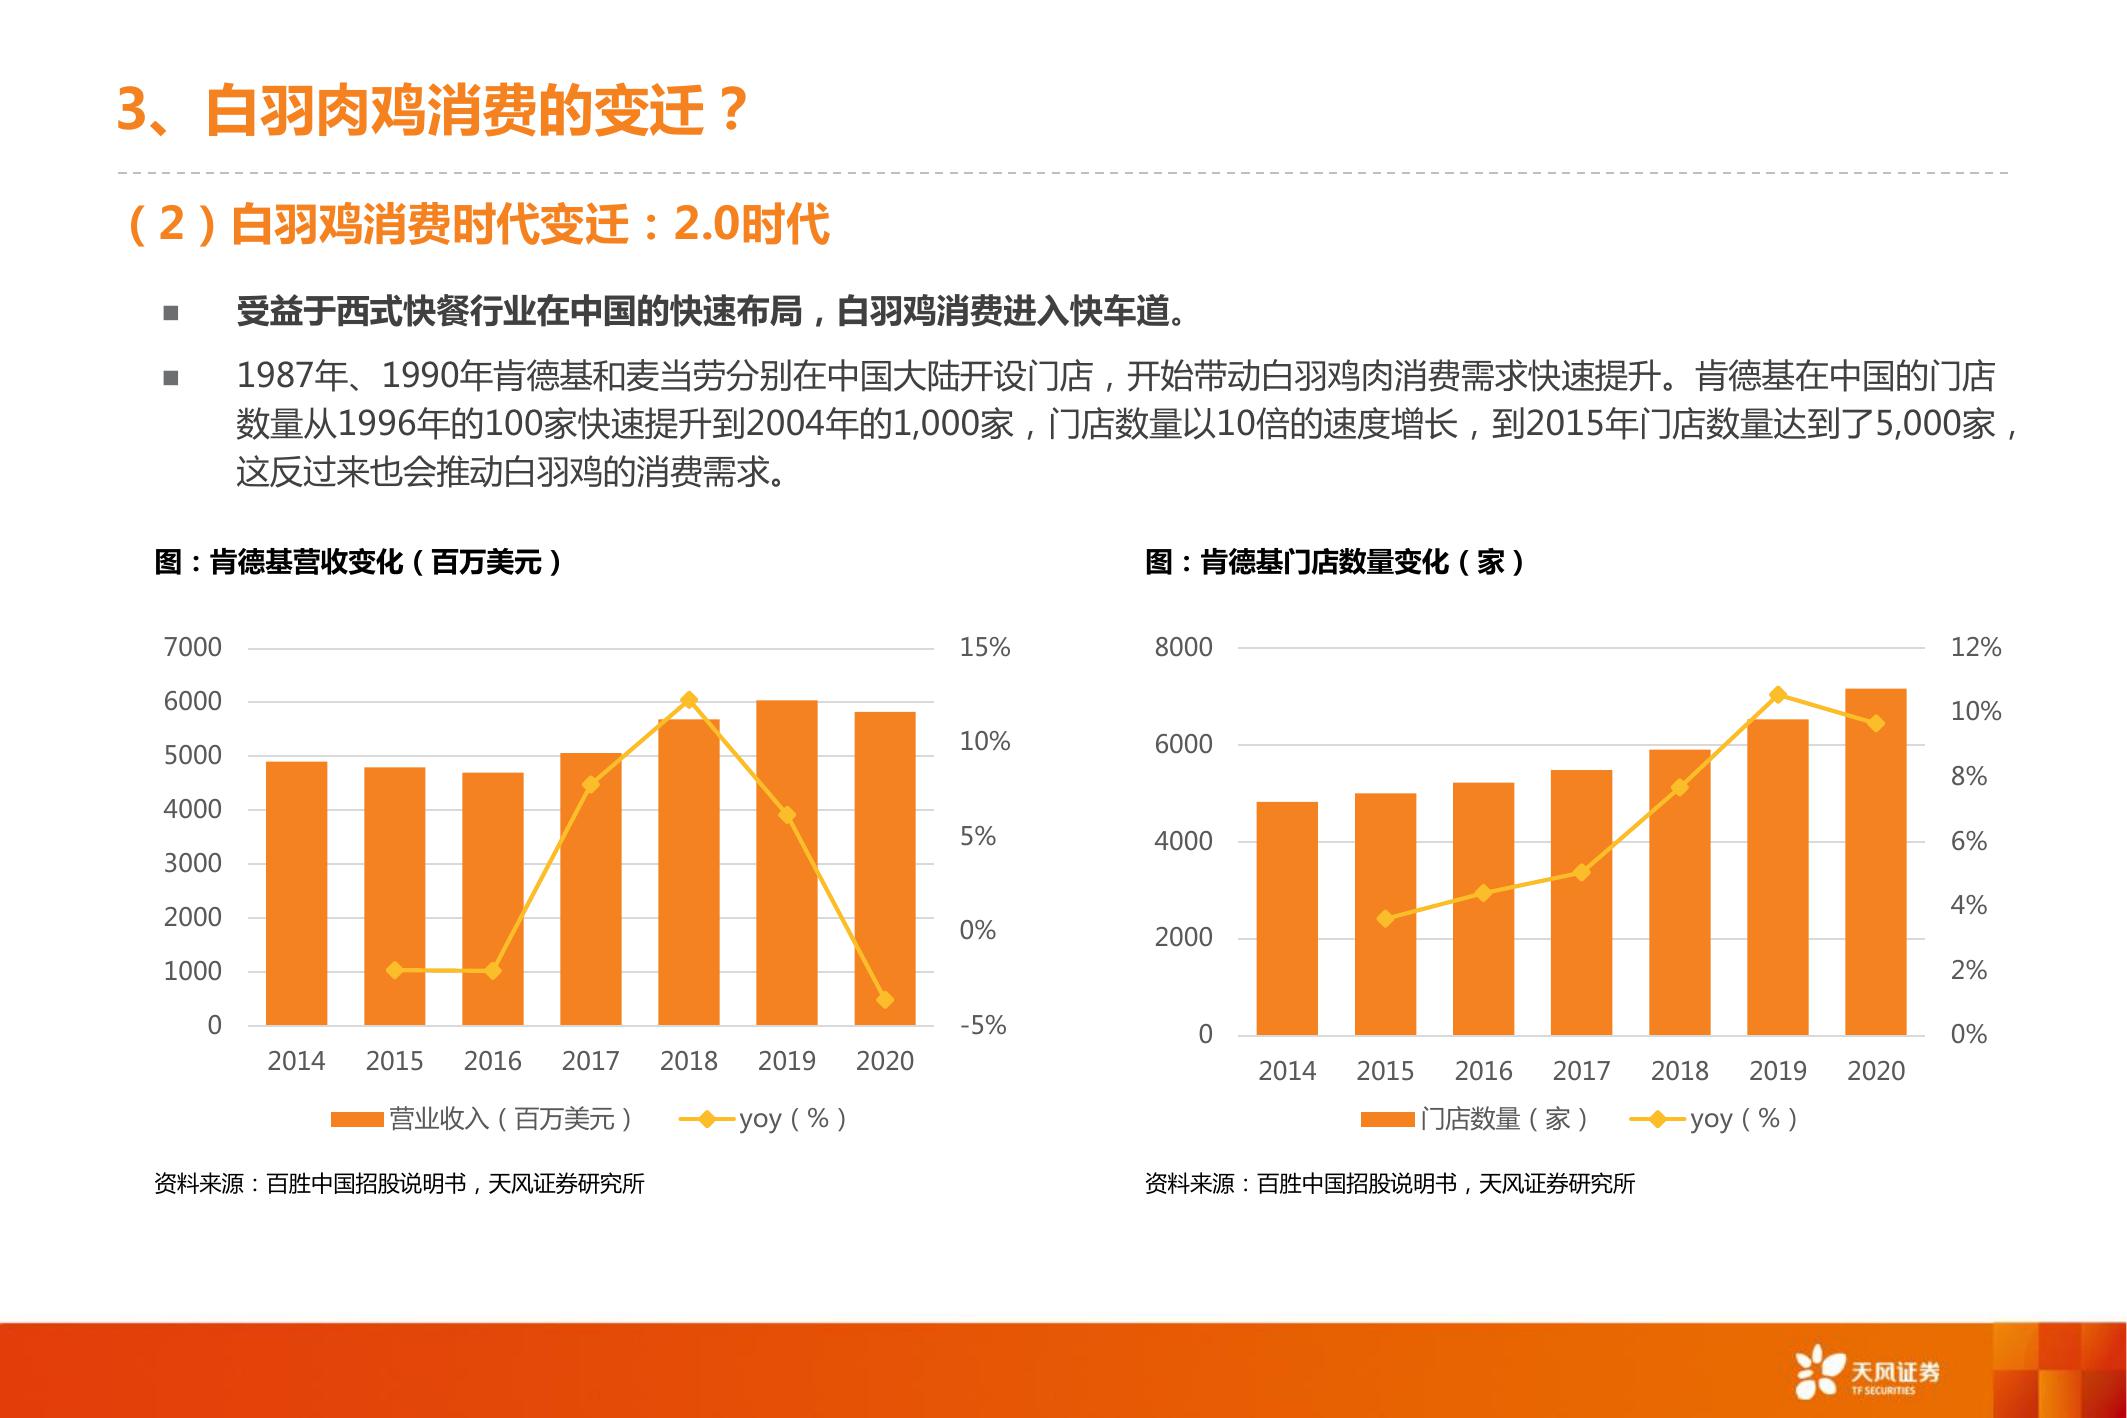 3、白羽肉鸡消费的变迁？
（2）白羽鸡消费时代变迁：2.0时代
■ 受益于西式快餐行业在中国的快速布局，白羽鸡消费进入快车道。
■ 1987年、1990年肯德基和麦当劳分别在中国大陆开设门店，开始带动白羽鸡肉消费需求快速提升。肯德基在中国的门店
数量从1996年的100家快速提升到2004年的1,000家，门店数量以10倍的速度增长，到2015年门店数量达到了5,000家，
这反过来也会推动白羽鸡的消费需求。
图：肯德基营收变化（百万美元）
7000
6000
5000
4000
3000
2000
1000
0
15%
10%
5%
0%
-5%
2014 2015 2016 2017 2018 2019 2020
营业收入（百万美元） yoy（%）
资料来源：百胜中国招股说明书，天风证券研究所
图：肯德基门店数量变化（家）
8000
6000
4000
2000
0
12%
10%
8%
6%
4%
2%
0%
2014 2015 2016 2017 2018 2019 2020
门店数量（家） yoy（%）
资料来源：百胜中国招股说明书，天风证券研究所
天风证券
TF SECURITIES